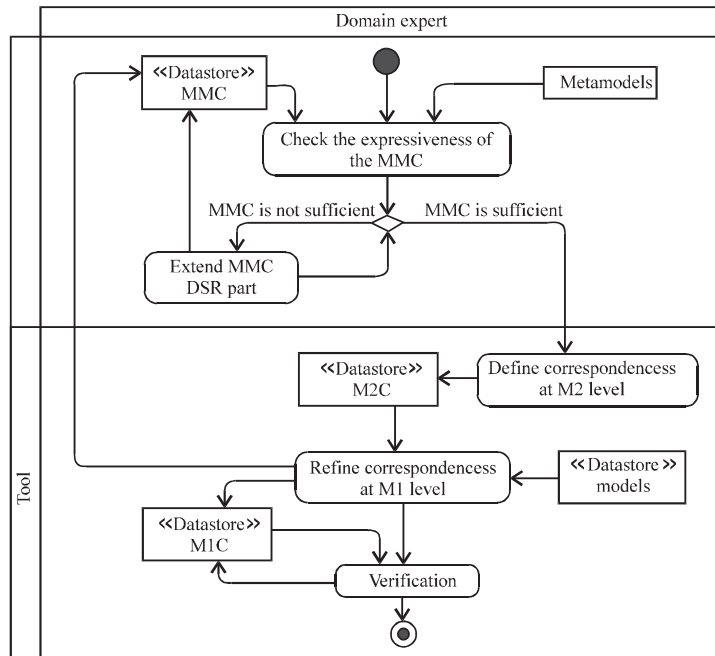 Domain expert
«Datastore»
MMC
Metamodels
Check the expressiveness of
the MMC
MMC is not sufficient
MMC is sufficient
Extend MMC
DSR part
Tool
«Datastore»
M2C
Define correspondencess
at M2 level
Refine correspondencess
at M1 level
«Datastore»
models
«Datastore»
M1C
Verification